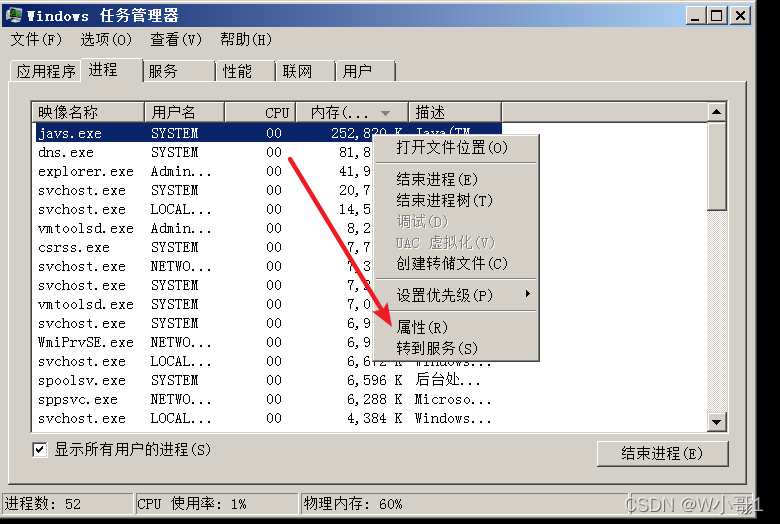 Windows 任务管理器
文件(F) 选项(O) 查看(V) 帮助(H)
应用程序 进程 服务 性能 联网 用户
映像名称 用户名 CPU 内存(... 描述
javs.exe SYSTEM 00 252,820 K Java(TM...
dns.exe SYSTEM 00 81,8
explorer.exe Admin... 00 41,9
svchost.exe SYSTEM 00 20,7
svchost.exe LOCAL... 00 14,5
vmtoolsd.exe Admin... 00 8,2
csrss.exe SYSTEM 00 7,7
svchost.exe NETWO... 00 7,3
svchost.exe SYSTEM 00 7,2
vmtoolsd.exe SYSTEM 00 7,0
svchost.exe SYSTEM 00 6,9
WmiPrvSE.exe NETWO... 00 6,9
svchost.exe LOCAL... 00 6,672 K Windows...
spoolsv.exe SYSTEM 00 6,596 K 后台处...
sppsvc.exe NETWO... 00 6,288 K Microso...
svchost.exe LOCAL... 00 4,384 K Windows...
打开文件位置(O)
结束进程(E)
结束进程树(T)
调试(D)
UAC 虚拟化(V)
创建转储文件(C)
设置优先级(P)
属性(R)
转到服务(S)
显示所有用户的进程(S) 结束进程(E)
进程数: 52 CPU 使用率: 1% 物理内存: 60%
CSDN @W小哥1